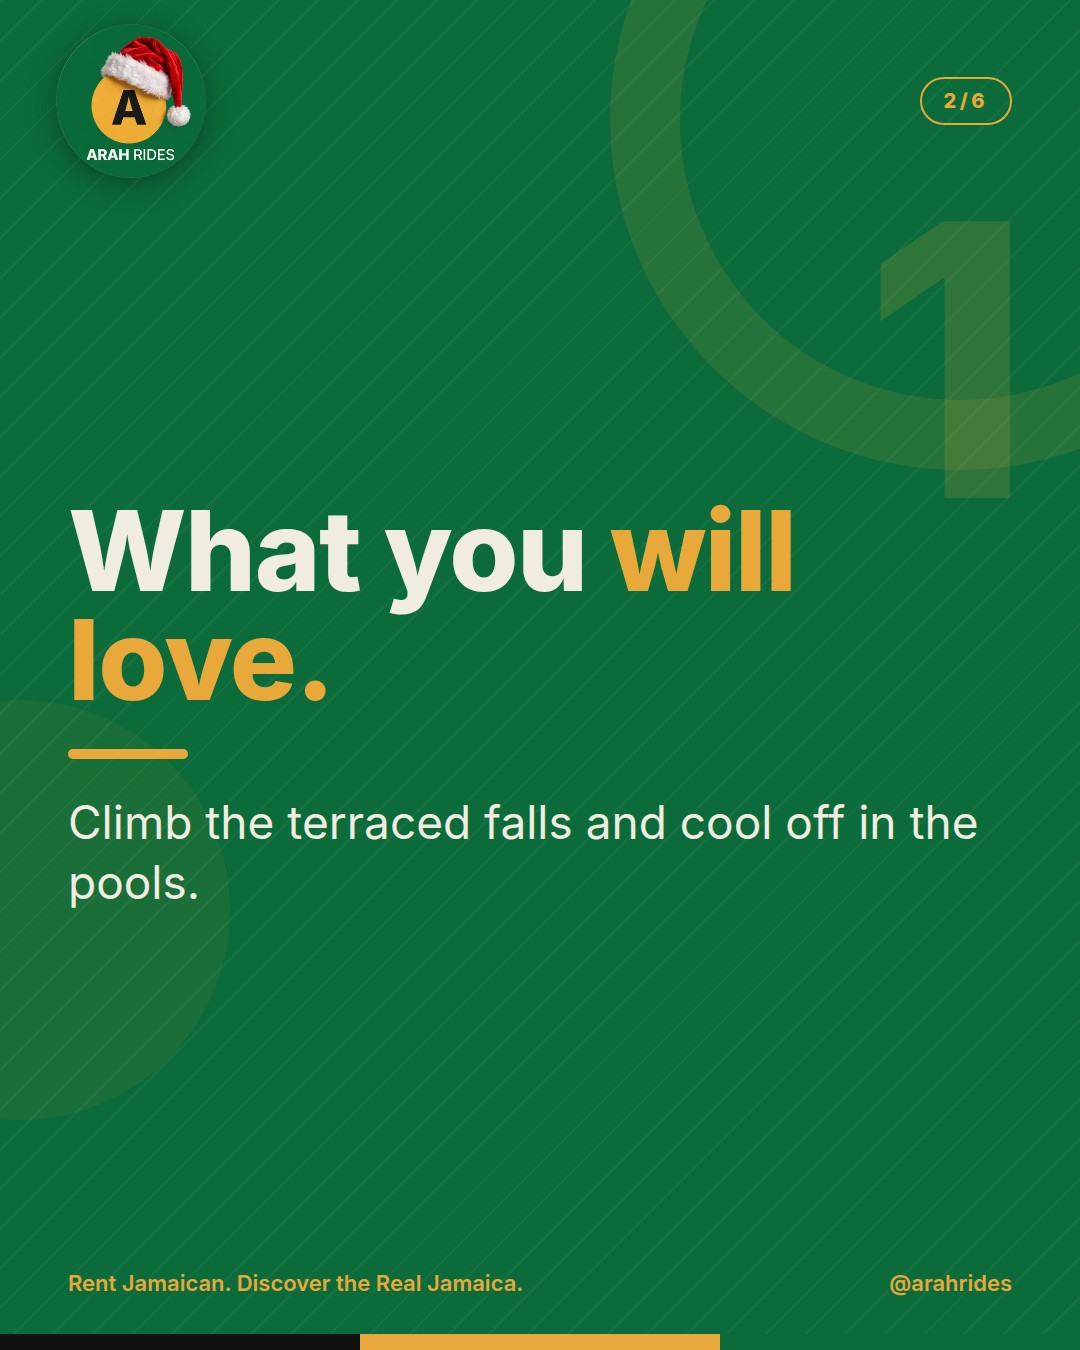 A
ARAH RIDES
2/6
1
What you will
love.
Climb the terraced falls and cool off in the
pools.
Rent Jamaican. Discover the Real Jamaica.
@arahrides